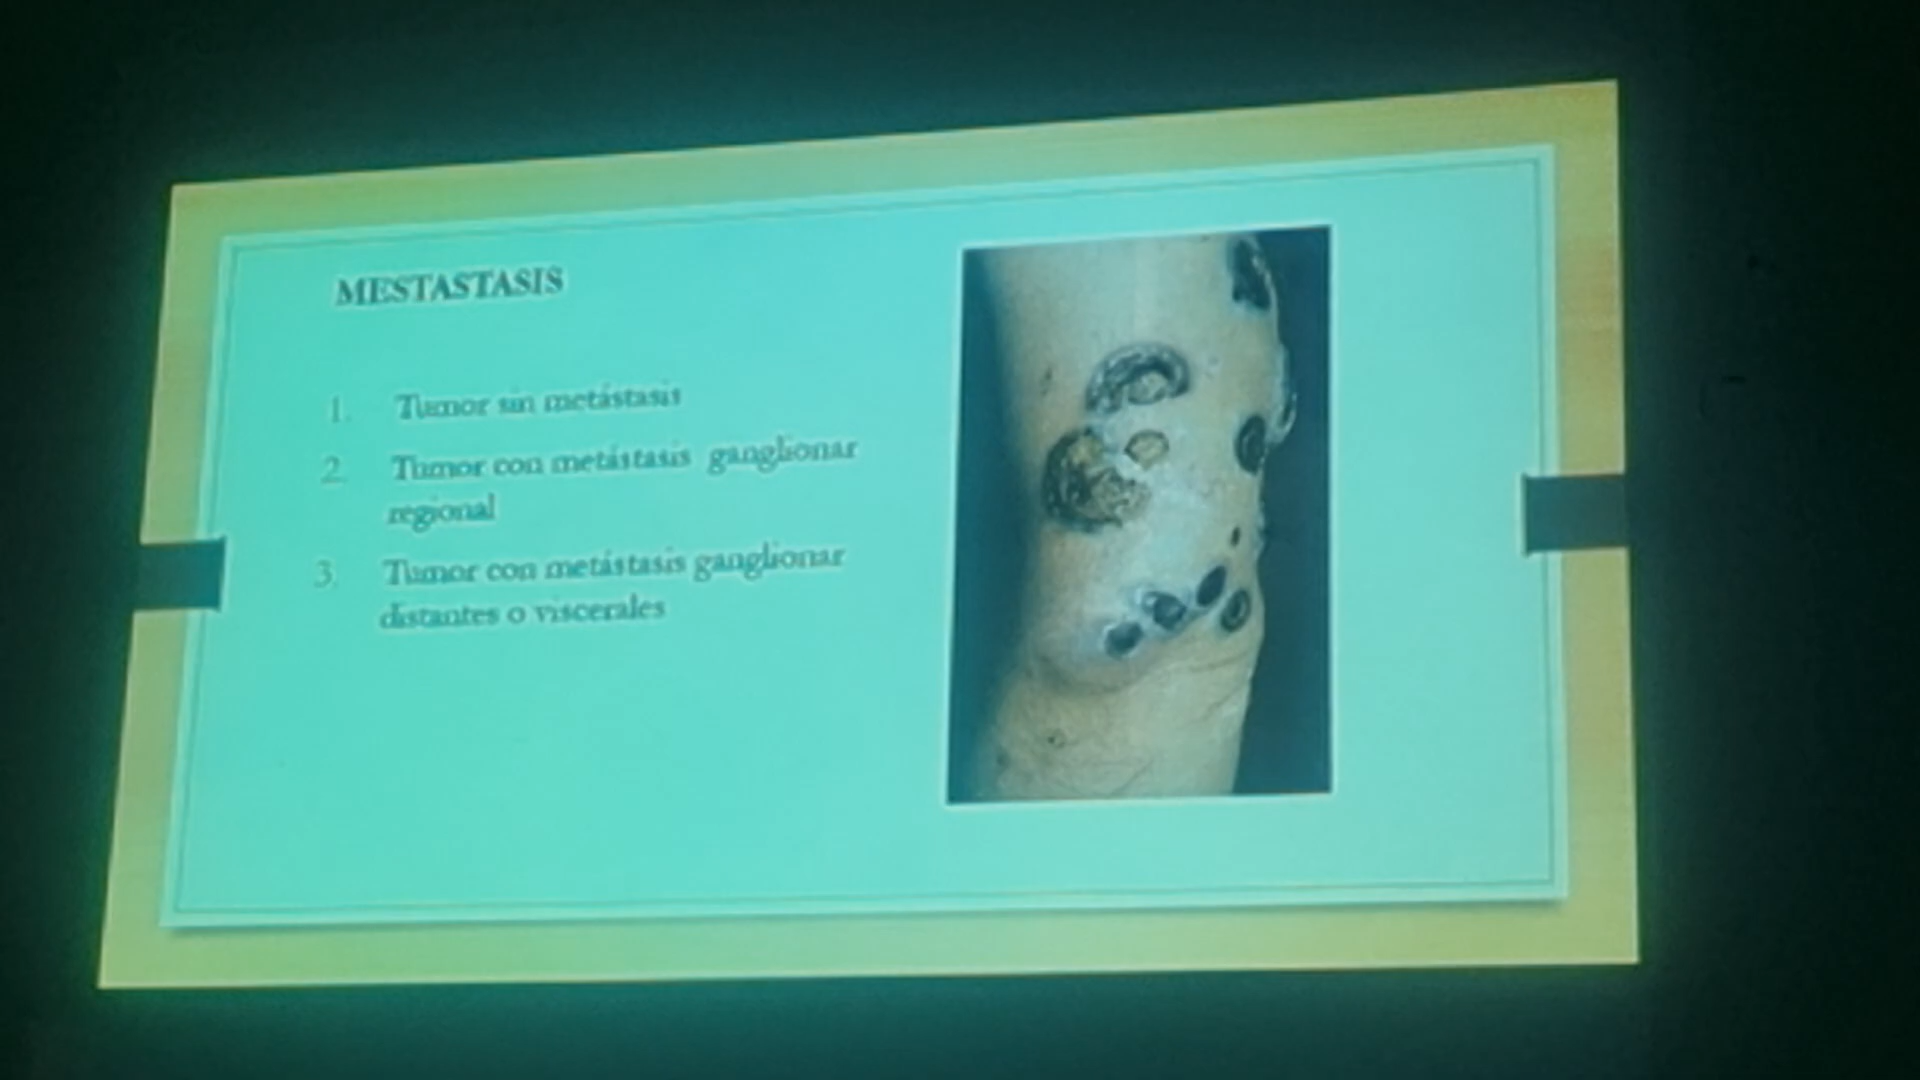 MESTASTASIS
1. Tumor sin metástasis
2. Tumor con metástasis ganglionar
regional
3. Tumor con metástasis ganglionar
distantes o viscerales